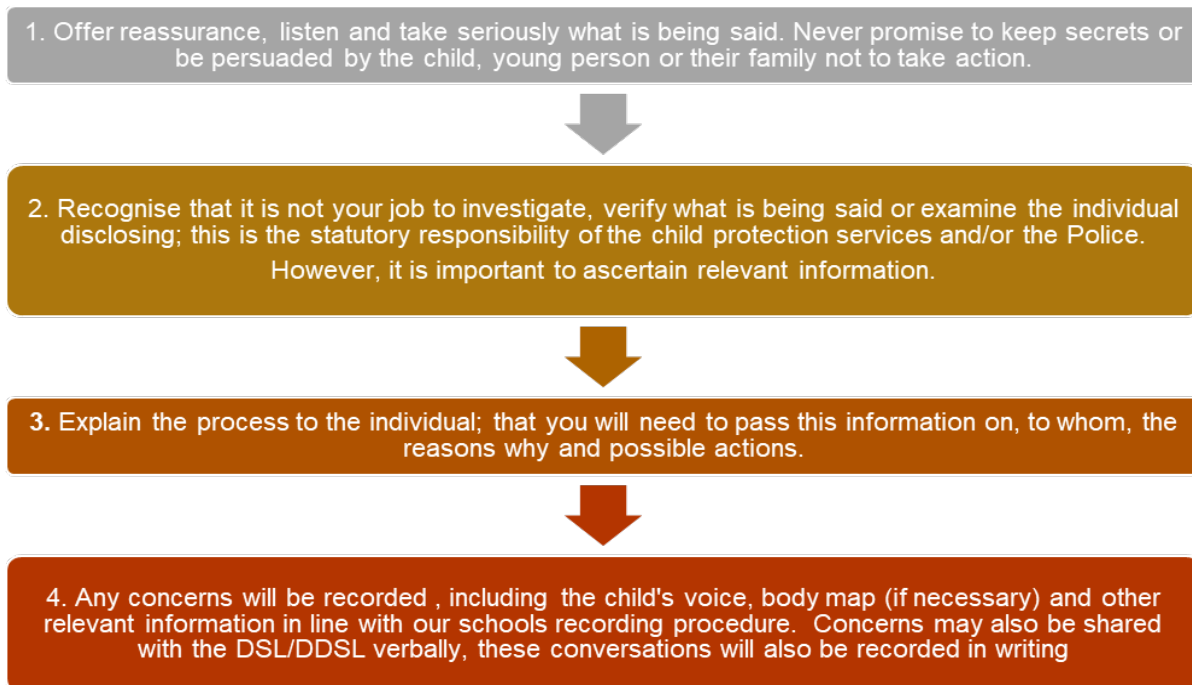 1. Offer reassurance, listen and take seriously what is being said. Never promise to keep secrets or
be persuaded by the child, young person or their family not to take action.
2. Recognise that it is not your job to investigate, verify what is being said or examine the individual
disclosing; this is the statutory responsibility of the child protection services and/or the Police.
However, it is important to ascertain relevant information.
3. Explain the process to the individual; that you will need to pass this information on, to whom, the
reasons why and possible actions.
4. Any concerns will be recorded , including the child's voice, body map (if necessary) and other
relevant information in line with our schools recording procedure.  Concerns may also be shared
with the DSL/DDSL verbally, these conversations will also be recorded in writing